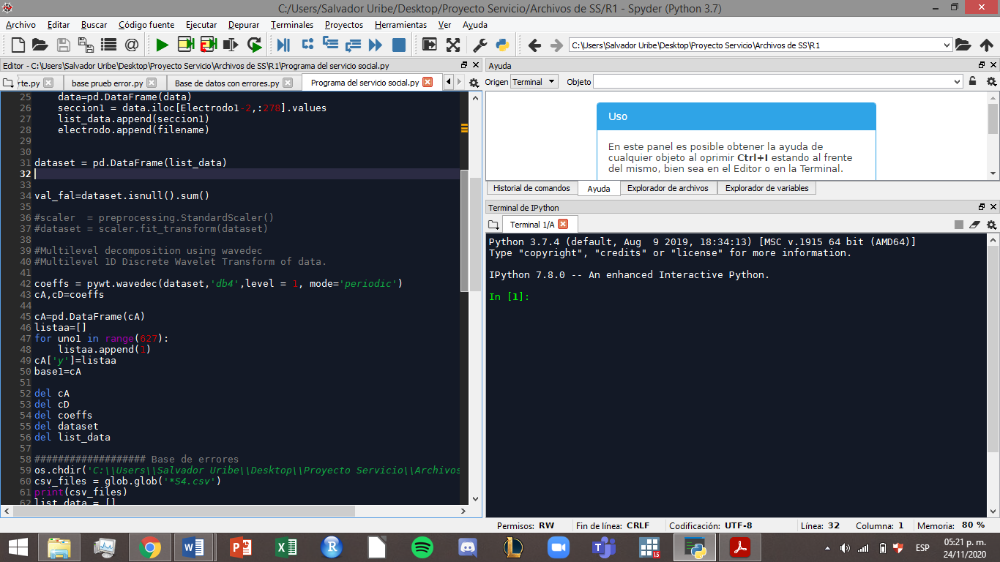 C:/Users/Salvador Uribe/Desktop/Proyecto Servicio/Archivos de SS/R1 - Spyder (Python 3.7)
Archivo Editar Buscar Código fuente Ejecutar Depurar Terminales Proyectos Herramientas Ver Ayuda
C:\Users\Salvador Uribe\Desktop\Proyecto Servicio\Archivos de SS\R1
Editor - C:\Users\Salvador Uribe\Desktop\Proyecto Servicio\Archivos de SS\R1\Programa del servicio social.py
rte.py base prueb error.py Base de datos con errores.py Programa del servicio social.py
25 data=pd.DataFrame(data)
26 seccion1 = data.iloc[Electrodo1-2,:278].values
27 list_data.append(seccion1)
28 electrodo.append(filename)
29
30
31 dataset = pd.DataFrame(list_data)
32
33
34 val_fal=dataset.isnull().sum()
35
36 #scaler  = preprocessing.StandardScaler()
37 #dataset = scaler.fit_transform(dataset)
38
39 #Multilevel decomposition using wavedec
40 #Multilevel 1D Discrete Wavelet Transform of data.
41
42 coeffs = pywt.wavedec(dataset,'db4',level = 1, mode='periodic')
43 cA,cD=coeffs
44
45 cA=pd.DataFrame(cA)
46 listaa=[]
47 for uno1 in range(627):
48 listaa.append(1)
49 cA['y']=listaa
50 base1=cA
51
52 del cA
53 del cD
54 del coeffs
55 del dataset
56 del list_data
57
58 ################### Base de errores
59 os.chdir('C:\\Users\\Salvador Uribe\\Desktop\\Proyecto Servicio\\Archivos
60 csv_files = glob.glob('*S4.csv')
61 print(csv_files)
62 list_data = []
Ayuda
Origen Terminal Objeto
Uso
En este panel es posible obtener la ayuda de
cualquier objeto al oprimir Ctrl+I estando al frente
del mismo, bien sea en el Editor o en la Terminal.
Historial de comandos Ayuda Explorador de archivos Explorador de variables
Terminal de IPython
Terminal 1/A
Python 3.7.4 (default, Aug  9 2019, 18:34:13) [MSC v.1915 64 bit (AMD64)]
Type "copyright", "credits" or "license" for more information.
IPython 7.8.0 -- An enhanced Interactive Python.
In [1]:
Permisos: RW Fin de línea: CRLF Codificación: UTF-8 Línea: 32 Columna: 1 Memoria: 80 %
ESP
05:21 p. m.
24/11/2020